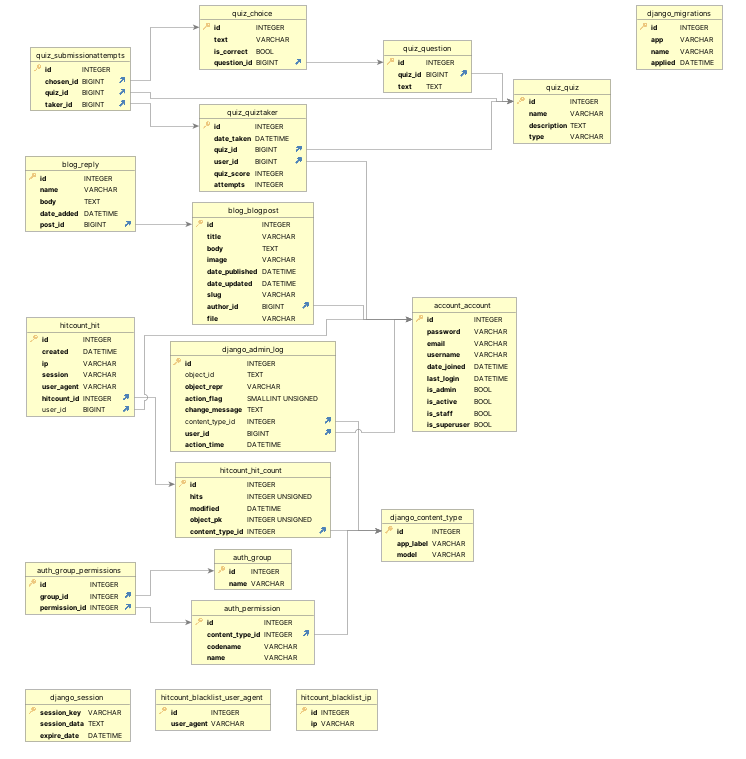 quiz_choice
id INTEGER
text VARCHAR
is_correct BOOL
question_id BIGINT
django_migrations
id INTEGER
app VARCHAR
name VARCHAR
applied DATETIME
quiz_submissionattempts
id INTEGER
chosen_id BIGINT
quiz_id BIGINT
taker_id BIGINT
quiz_question
id INTEGER
quiz_id BIGINT
text TEXT
quiz_quiz
id INTEGER
name VARCHAR
description TEXT
type VARCHAR
quiz_quiztaker
id INTEGER
date_taken DATETIME
quiz_id BIGINT
user_id BIGINT
quiz_score INTEGER
attempts INTEGER
blog_reply
id INTEGER
name VARCHAR
body TEXT
date_added DATETIME
post_id BIGINT
blog_blogpost
id INTEGER
title VARCHAR
body TEXT
image VARCHAR
date_published DATETIME
date_updated DATETIME
slug VARCHAR
author_id BIGINT
file VARCHAR
account_account
id INTEGER
password VARCHAR
email VARCHAR
username VARCHAR
date_joined DATETIME
last_login DATETIME
is_admin BOOL
is_active BOOL
is_staff BOOL
is_superuser BOOL
hitcount_hit
id INTEGER
created DATETIME
ip VARCHAR
session VARCHAR
user_agent VARCHAR
hitcount_id INTEGER
user_id BIGINT
django_admin_log
id INTEGER
object_id TEXT
object_repr VARCHAR
action_flag SMALLINT UNSIGNED
change_message TEXT
content_type_id INTEGER
user_id BIGINT
action_time DATETIME
hitcount_hit_count
id INTEGER
hits INTEGER UNSIGNED
modified DATETIME
object_pk INTEGER UNSIGNED
content_type_id INTEGER
django_content_type
id INTEGER
app_label VARCHAR
model VARCHAR
auth_group
id INTEGER
name VARCHAR
auth_group_permissions
id INTEGER
group_id INTEGER
permission_id INTEGER
auth_permission
id INTEGER
content_type_id INTEGER
codename VARCHAR
name VARCHAR
django_session
session_key VARCHAR
session_data TEXT
expire_date DATETIME
hitcount_blacklist_user_agent
id INTEGER
user_agent VARCHAR
hitcount_blacklist_ip
id INTEGER
ip VARCHAR